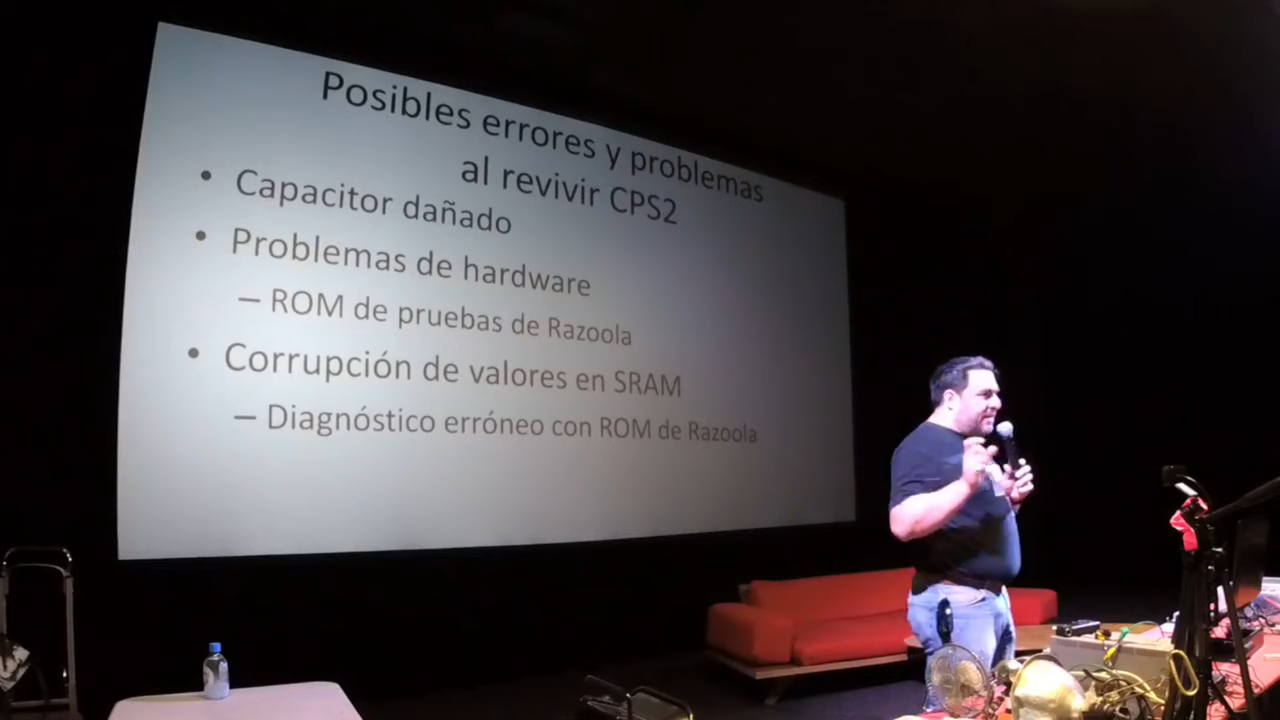 Posibles errores y problemas
al revivir CPS2
• Capacitor dañado
• Problemas de hardware
– ROM de pruebas de Razoola
• Corrupción de valores en SRAM
– Diagnóstico erróneo con ROM de Razoola